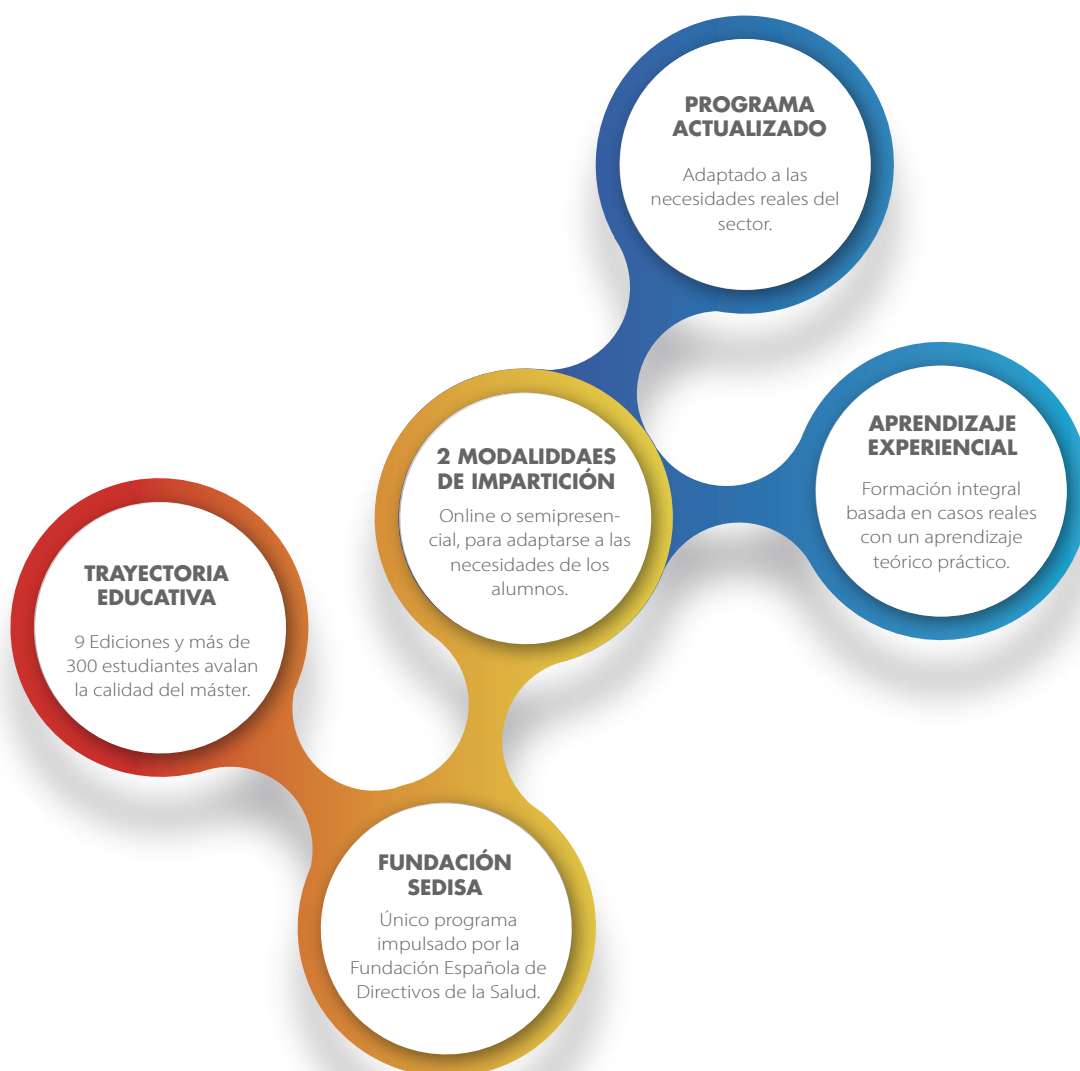 PROGRAMA
ACTUALIZADO
Adaptado a las
necesidades reales del
sector.
APRENDIZAJE
EXPERIENCIAL
Formación integral
basada en casos reales
con un aprendizaje
teórico práctico.
2 MODALIDDAES
DE IMPARTICIÓN
Online o semipresen-
cial, para adaptarse a las
necesidades de los
alumnos.
TRAYECTORIA
EDUCATIVA
9 Ediciones y más de
300 estudiantes avalan
la calidad del máster.
FUNDACIÓN
SEDISA
Único programa
impulsado por la
Fundación Española de
Directivos de la Salud.